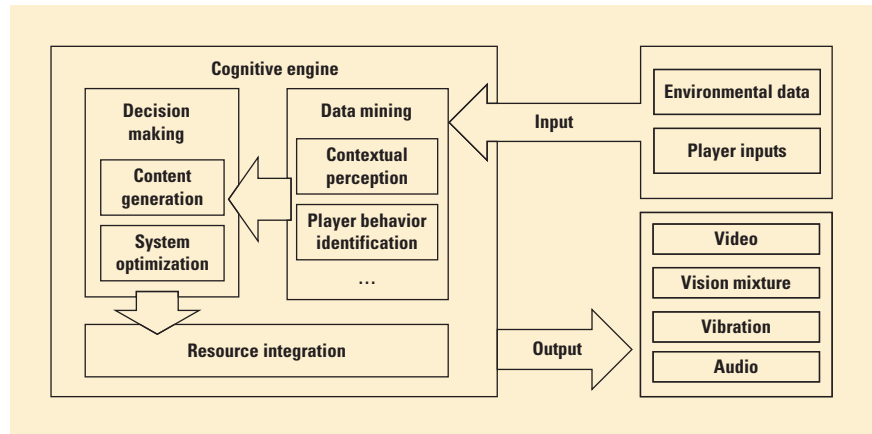 Cognitive engine
Decision
making
Content
generation
System
optimization
Data mining
Contextual
perception
Player behavior
identification
...
Resource integration
Input
Output
Environmental data
Player inputs
Video
Vision mixture
Vibration
Audio